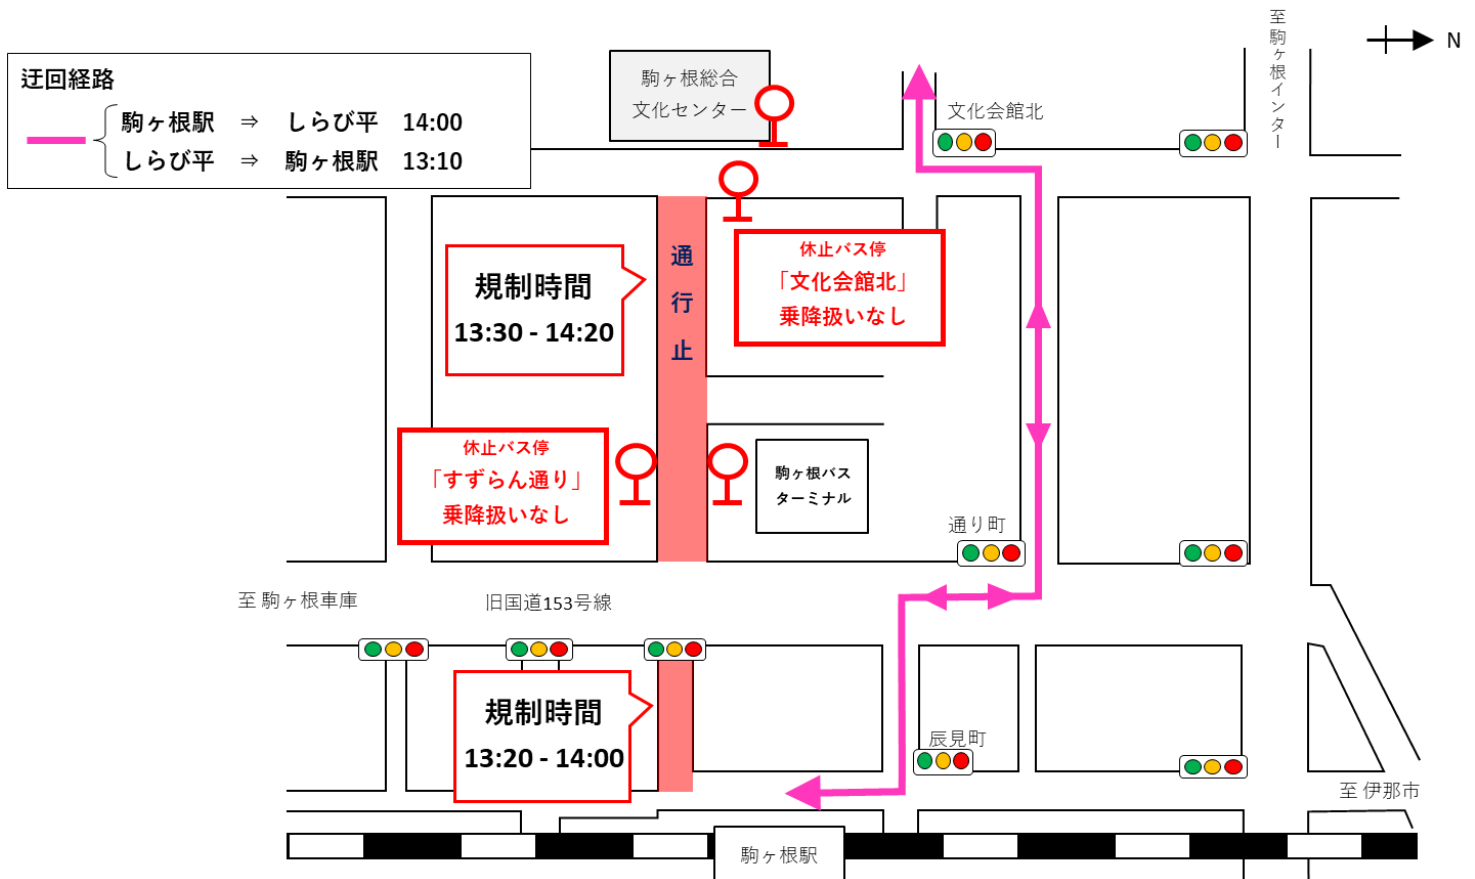 至駒ヶ根インター
N
迂回経路
駒ヶ根駅 ⇒ しらび平 14:00
しらび平 ⇒ 駒ヶ根駅 13:10
駒ヶ根総合
文化センター
文化会館北
通行止
休止バス停
「文化会館北」
乗降扱いなし
規制時間
13:30 - 14:20
休止バス停
「すずらん通り」
乗降扱いなし
駒ヶ根バス
ターミナル
通り町
至 駒ヶ根車庫
旧国道153号線
規制時間
13:20 - 14:00
辰見町
至 伊那市
駒ヶ根駅